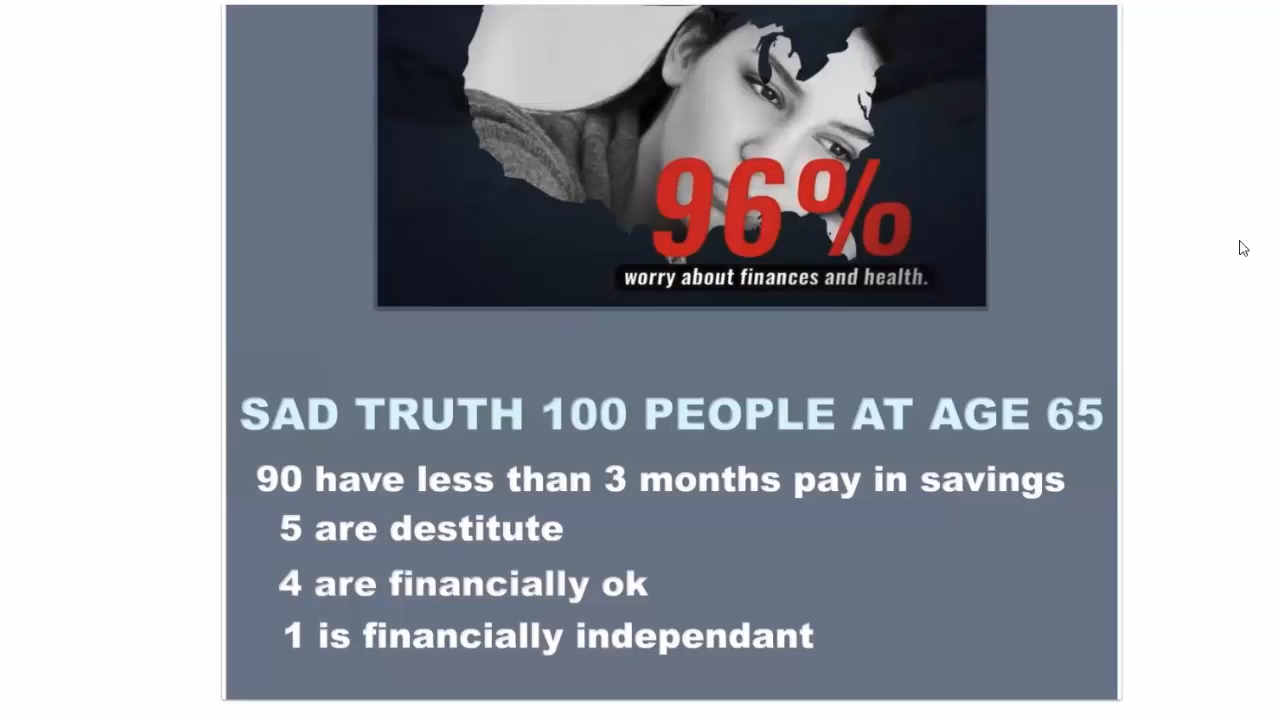 96%
worry about finances and health.
SAD TRUTH 100 PEOPLE AT AGE 65
90 have less than 3 months pay in savings
5 are destitute
4 are financially ok
1 is financially independant